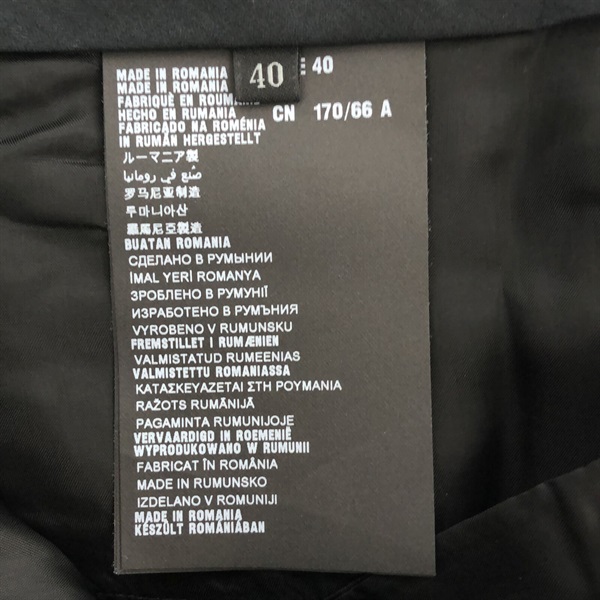 MADE IN ROMANIA
MADE IN ROMANIA
40
E 40
FABRIQUÉ EN ROUMANIE
HECHO EN RUMANIA
CN 170/66 A
FABRICADO NA ROMÉNIA
IN RUMÄN HERGESTELLT
ルーマニア製
صنع في رومانيا
罗马尼亚制造
루마니아산
羅馬尼亞製造
BUATAN ROMANIA
СДЕЛАНО В РУМЫНИИ
İMAL YERİ ROMANYA
ЗРОБЛЕНО В РУМУНІЇ
ИЗРАБОТЕНО В РУМЪНИЯ
VYROBENO V RUMUNSKU
FREMSTILLET I RUMÆNIEN
VALMISTATUD RUMEENIAS
VALMISTETTU ROMANIASSA
ΚΑΤΑΣΚΕΥΑΖΕΤΑΙ ΣΤΗ ΡΟΥΜΑΝΙΑ
RAŽOTS RUMĀNIJĀ
PAGAMINTA RUMUNIJOJE
VERVAARDIGD IN ROEMENIË
WYPRODUKOWANO W RUMUNII
FABRICAT ÎN ROMÂNIA
MADE IN RUMUNSKO
IZDELANO V ROMUNIJI
MADE IN ROMANIA
KÉSZÜLT ROMÁNIÁBAN